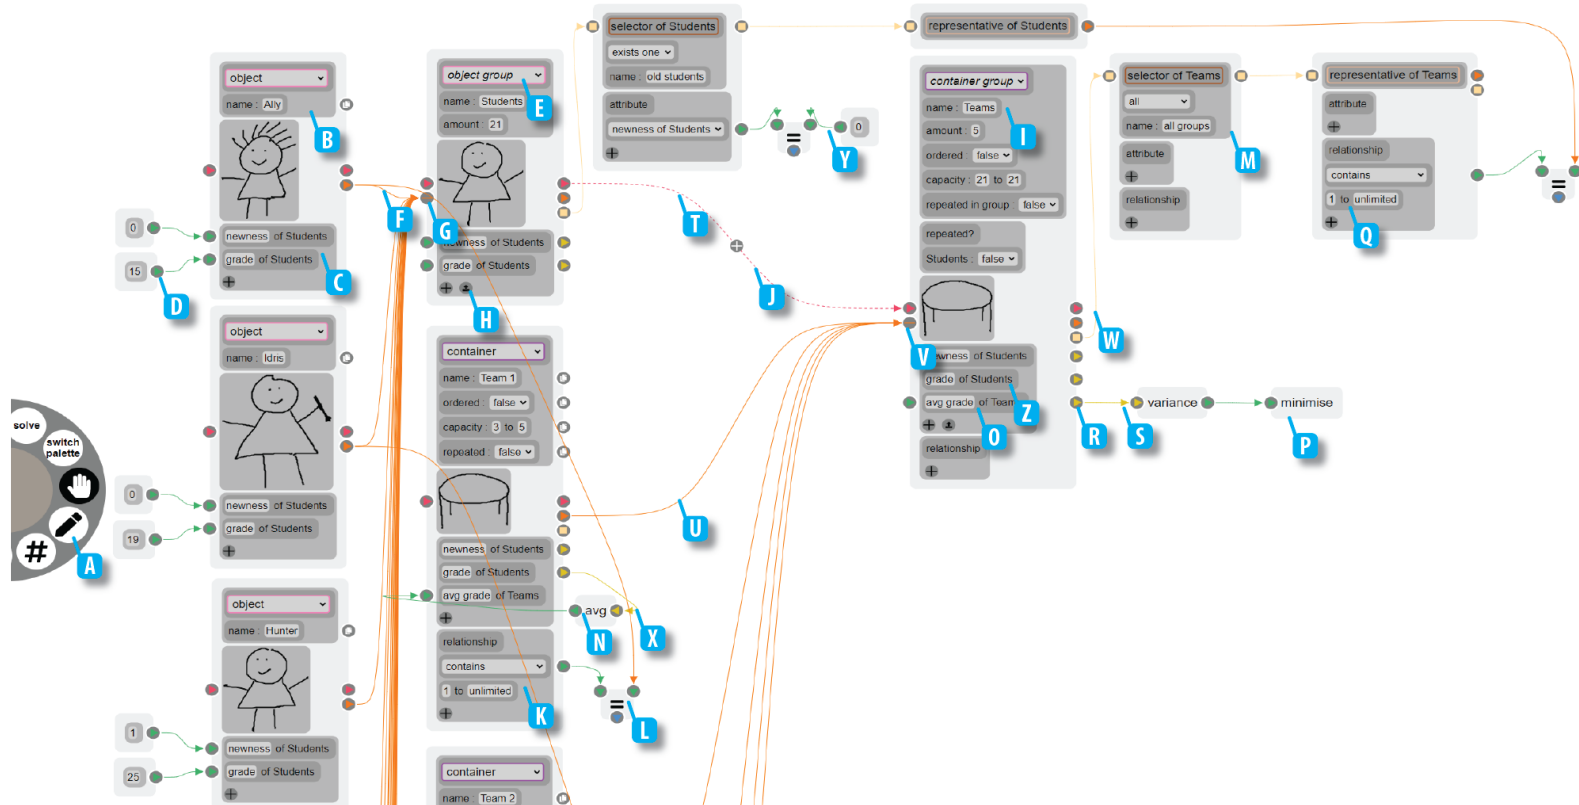 solve
switch
palette
#
A
object
name : Ally
B
newness of Students
grade of Students
C
0
15
D
object
name : Idris
newness of Students
grade of Students
0
19
object
name : Hunter
newness of Students
grade of Students
1
25
object group
E
name : Students
amount : 21
F
G
newness of Students
grade of Students
H
container
name : Team 1
ordered : false
capacity : 3 to 5
repeated : false
newness of Students
grade of Students
avg grade of Teams
relationship
contains
1 to unlimited
K
container
name : Team 2
avg
N
X
=
L
selector of Students
exists one
name : old students
attribute
newness of Students
=
Y
0
T
J
U
representative of Students
container group
name : Teams
I
amount : 5
ordered : false
capacity : 21 to 21
repeated in group : false
repeated?
Students : false
V
newness of Students
grade of Students
Z
avg grade of Teams
O
relationship
W
R
S
variance
minimise
P
selector of Teams
all
name : all groups
M
attribute
relationship
representative of Teams
attribute
relationship
contains
1 to unlimited
Q
=